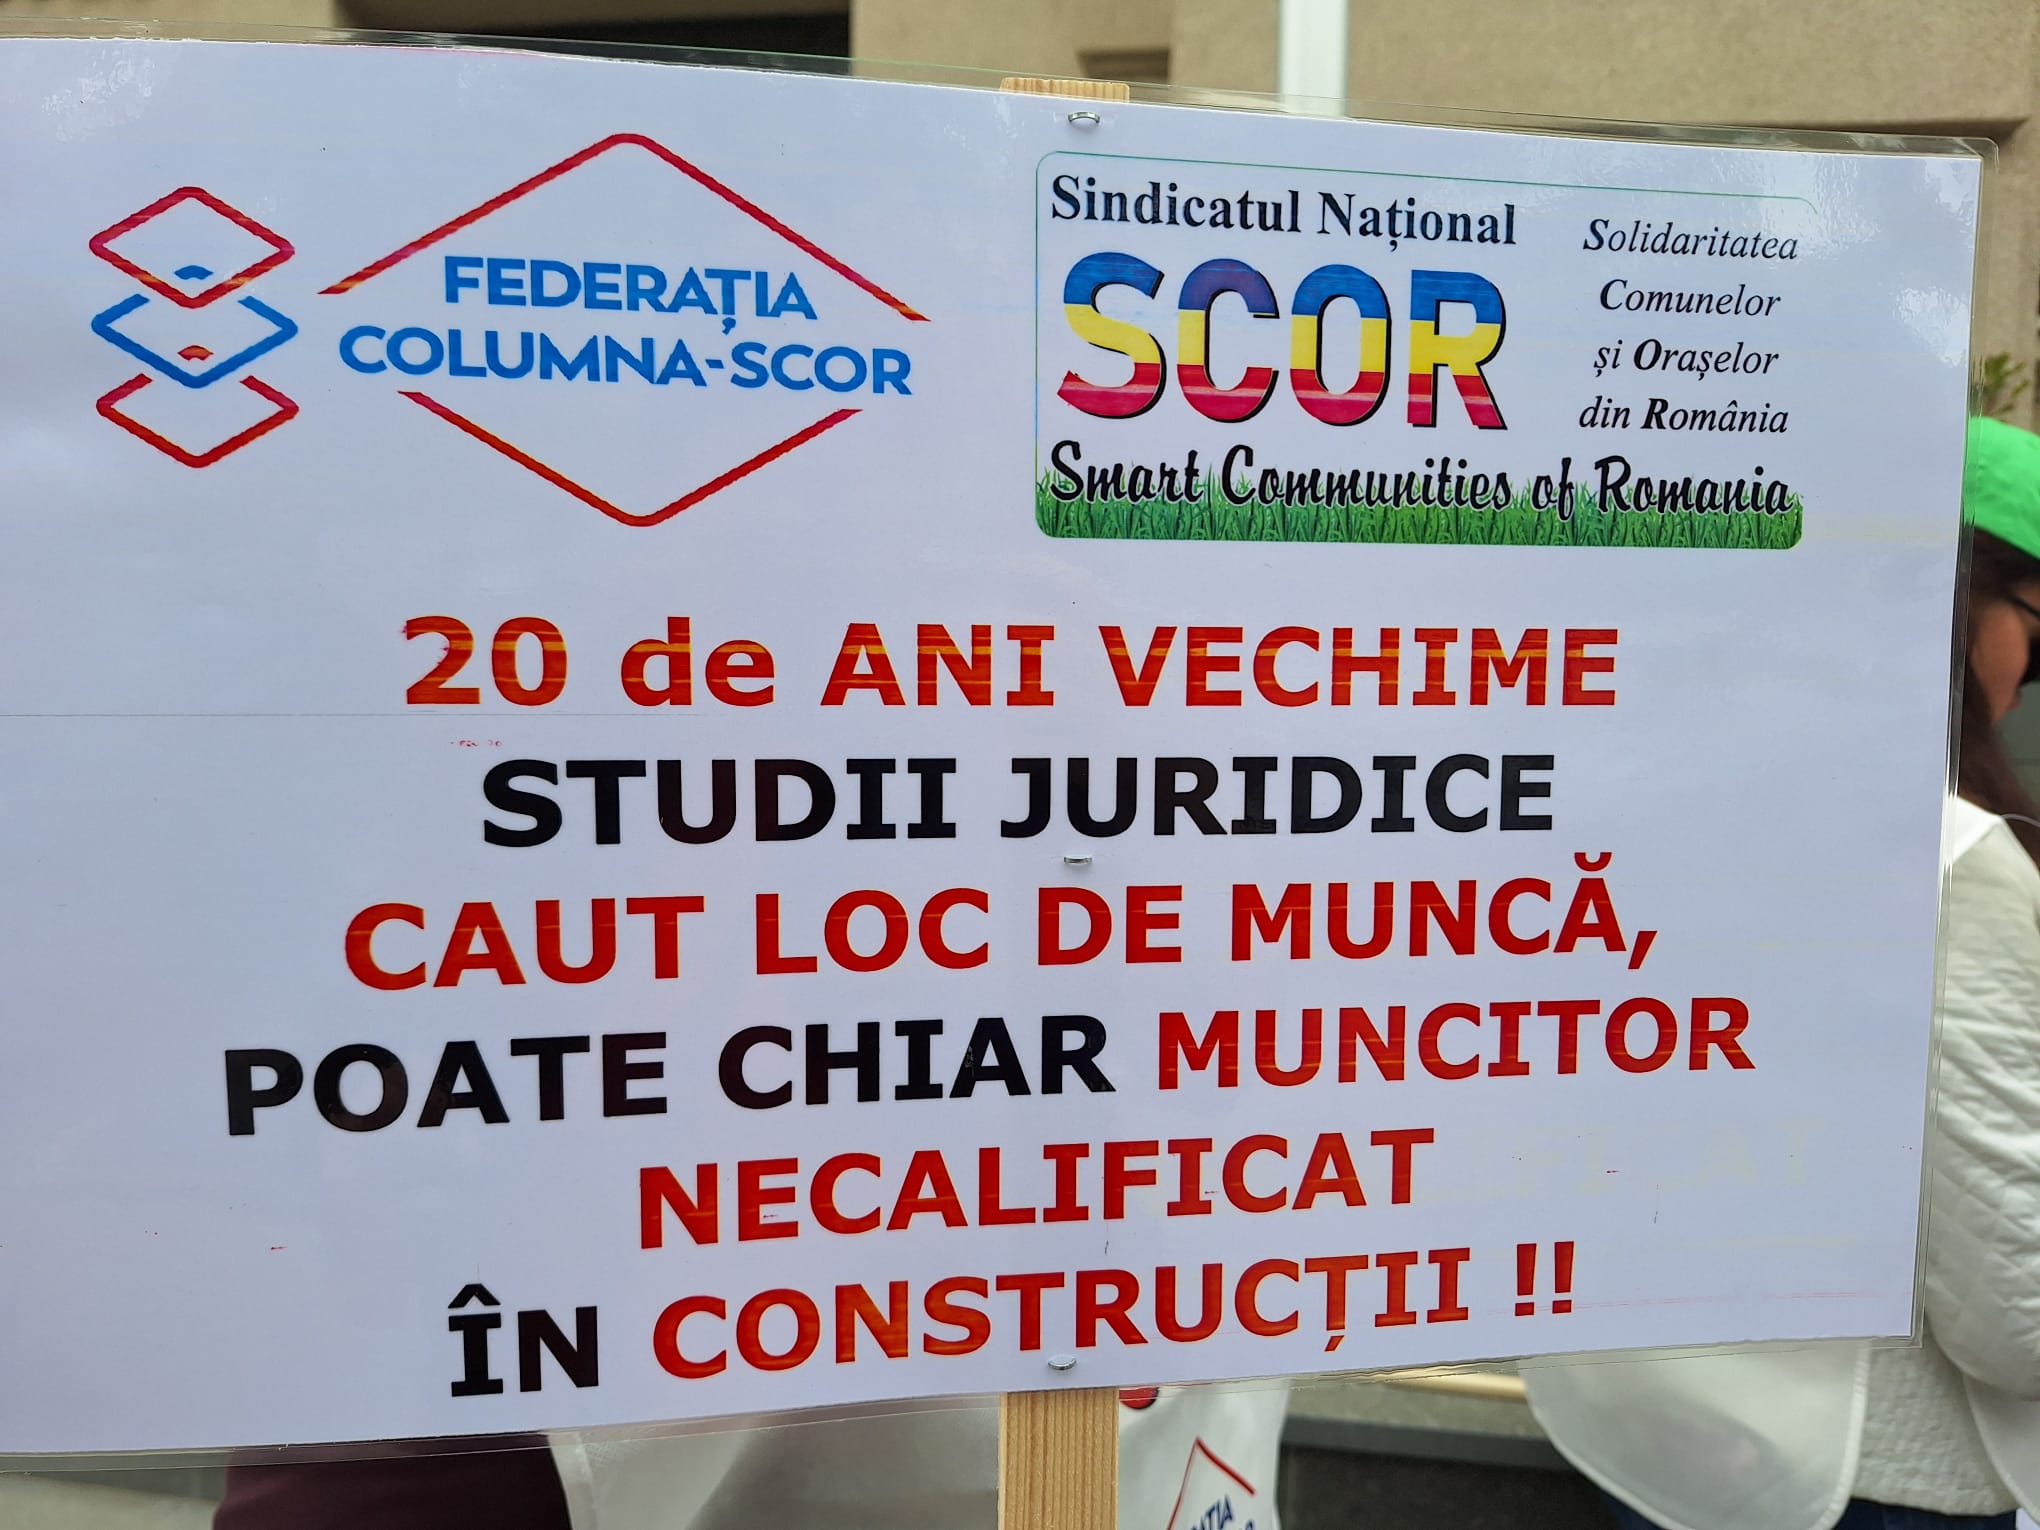 FEDERAȚIA
COLUMNA-SCOR
Sindicatul Național
SCOR
Solidaritatea
Comunelor
și Orașelor
din România
Smart Communities of Romania
20 de ANI VECHIME
STUDII JURIDICE
CAUT LOC DE MUNCĂ,
POATE CHIAR MUNCITOR
NECALIFICAT
ÎN CONSTRUCȚII !!